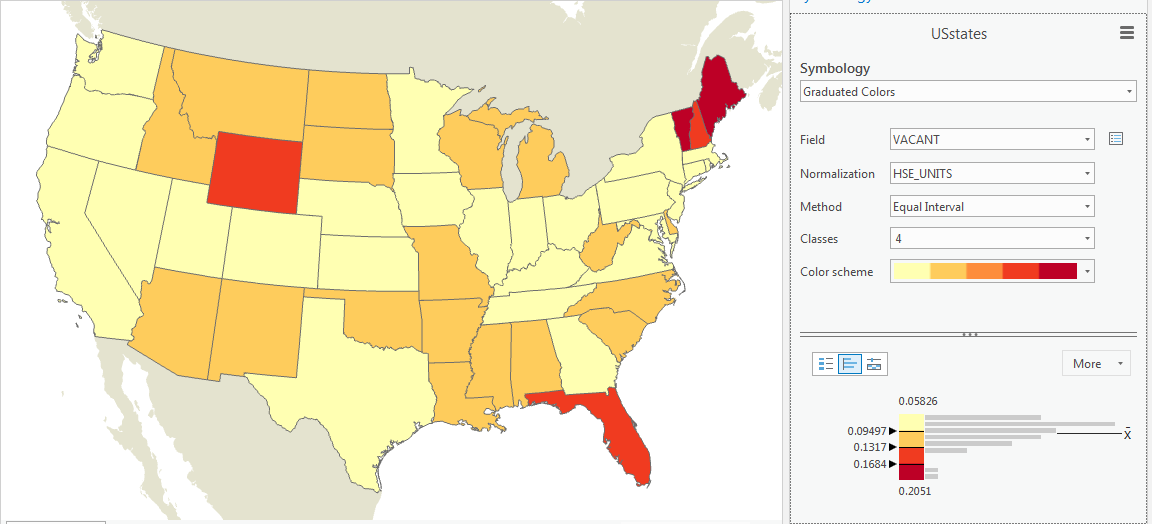 USstates
Symbology
Graduated Colors
Field VACANT
Normalization HSE_UNITS
Method Equal Interval
Classes 4
Color scheme
More
0.05826
0.09497
x̄
0.1317
0.1684
0.2051